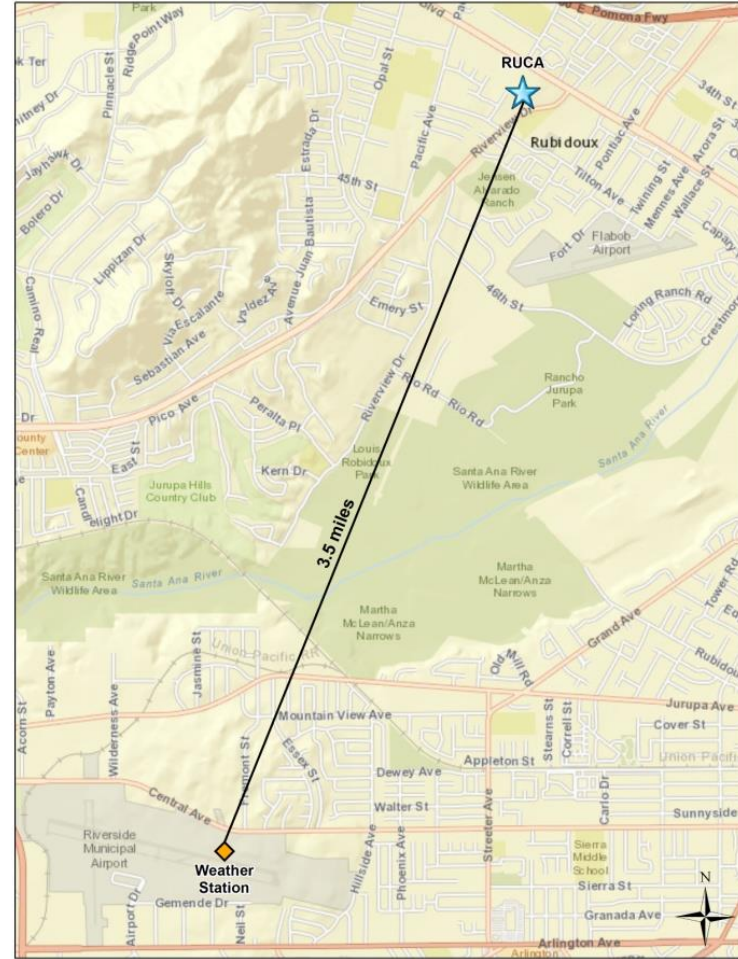 Park
Blvd
E Pomona Fwy
Ridge Point Way
Pinnacle St
Opal St
RUCA
34th St
Riverview Dr
Rubidoux
Pacific Ave
Pontiac Ave
Estrada Dr
Arora St
Twining St
Mennes Ave
Wallace St
Jayhawk Dr
45th St
Jensen
Alvarado
Ranch
Tilton Ave
Bolero Dr
Fort Dr
Flabob
Airport
Lippizan Dr
Skyloft Dr
Via Escalante
Valdez Ave
Avenue Juan Bautista
Camino Real
Emery St
46th St
Loring Ranch Rd
Sebastian Ave
Riverview Dr
Rio Rd
Rio Rd
Rancho
Jurupa
Park
Dr
Pico Ave
Peralta Pl
Santa Ana River
Center
East St
Kern Dr
Louis
Robidoux
Park
Santa Ana River
Wildlife Area
Jurupa Hills
Country Club
Candlelight Dr
3.5 miles
Santa Ana River
Wildlife Area
Santa Ana River
Martha
McLean/Anza
Narrows
Martha
McLean/Anza
Narrows
Tower Rd
Grand Ave
Jasmine St
Union Pacific RR
Old Mill Rd
Payton Ave
Wilderness Ave
Acorn St
Mountain View Ave
Stearns St
Correll St
Jurupa Ave
Cover St
Fremont St
Essex St
Dewey Ave
Appleton St
Union Pacifi
Central Ave
Walter St
Carlo Dr
Sunnyside
Riverside
Municipal
Airport
Streeter Ave
Hillside Ave
Phoenix Ave
Sierra
Middle
School
Weather
Station
Sierra St
N
Airport Dr
Gemende Dr
Neil St
Granada Ave
Arlington Ave
Arlington